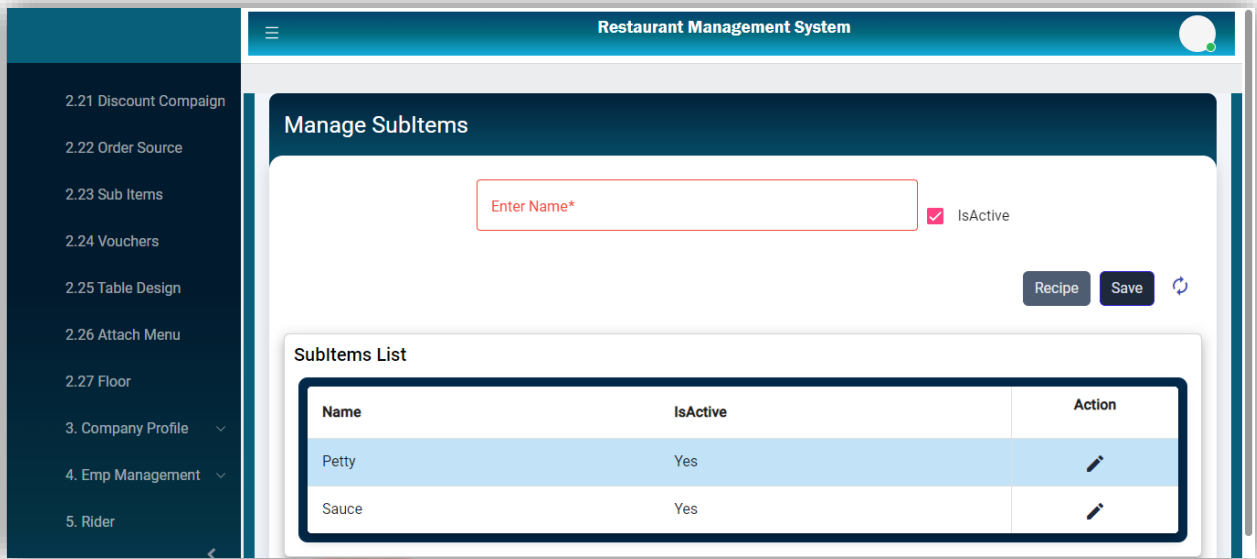 Restaurant Management System
2.21 Discount Compaign
2.22 Order Source
2.23 Sub Items
2.24 Vouchers
2.25 Table Design
2.26 Attach Menu
2.27 Floor
3. Company Profile
4. Emp Management
5. Rider
Manage SubItems
Enter Name*
IsActive
Recipe Save
SubItems List
Name IsActive Action
Petty Yes
Sauce Yes